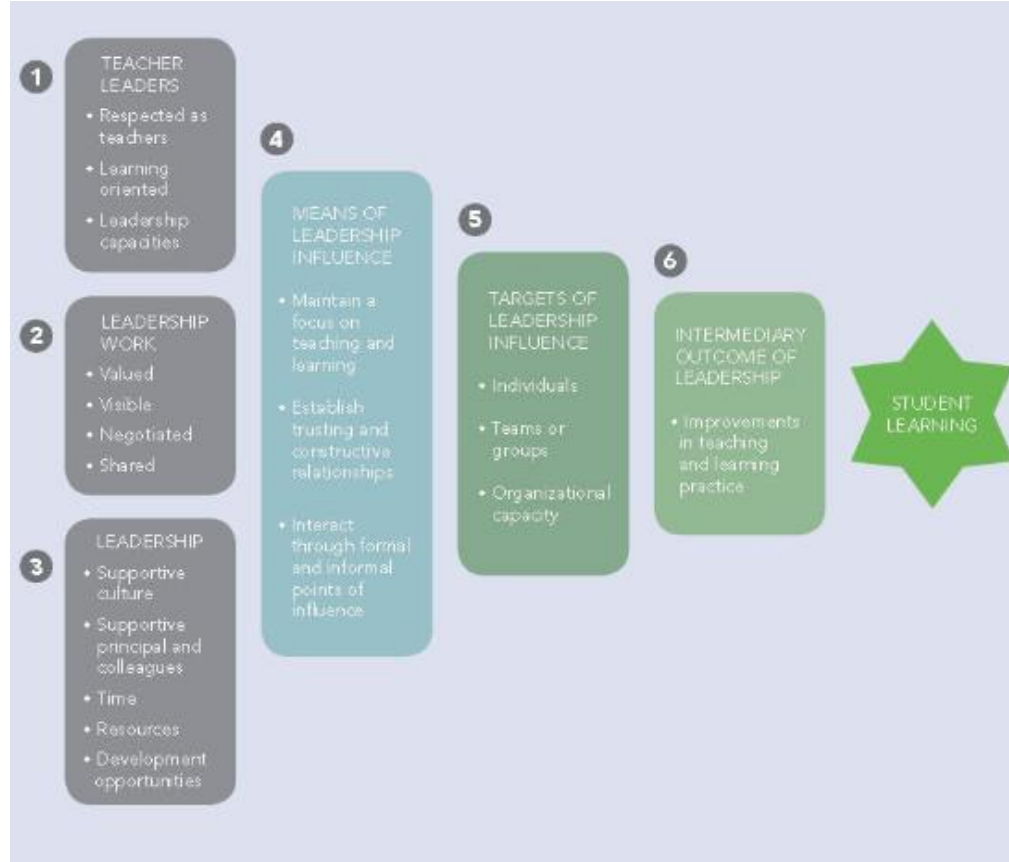 1
TEACHER
LEADERS
• Respected as
teachers
• Learning
oriented
• Leadership
capacities
2
LEADERSHIP
WORK
• Valued
• Visible
• Negotiated
• Shared
3
LEADERSHIP
• Supportive
culture
• Supportive
principal and
colleagues
• Time
• Resources
• Development
opportunities
4
MEANS OF
LEADERSHIP
INFLUENCE
• Maintain a
focus on
teaching and
learning
• Establish
trusting and
constructive
relationships
• Interact
through formal
and informal
points of
influence
5
TARGETS OF
LEADERSHIP
INFLUENCE
• Individuals
• Teams or
groups
• Organizational
capacity
6
INTERMEDIARY
OUTCOME OF
LEADERSHIP
• Improvements
in teaching
and learning
practice
STUDENT
LEARNING